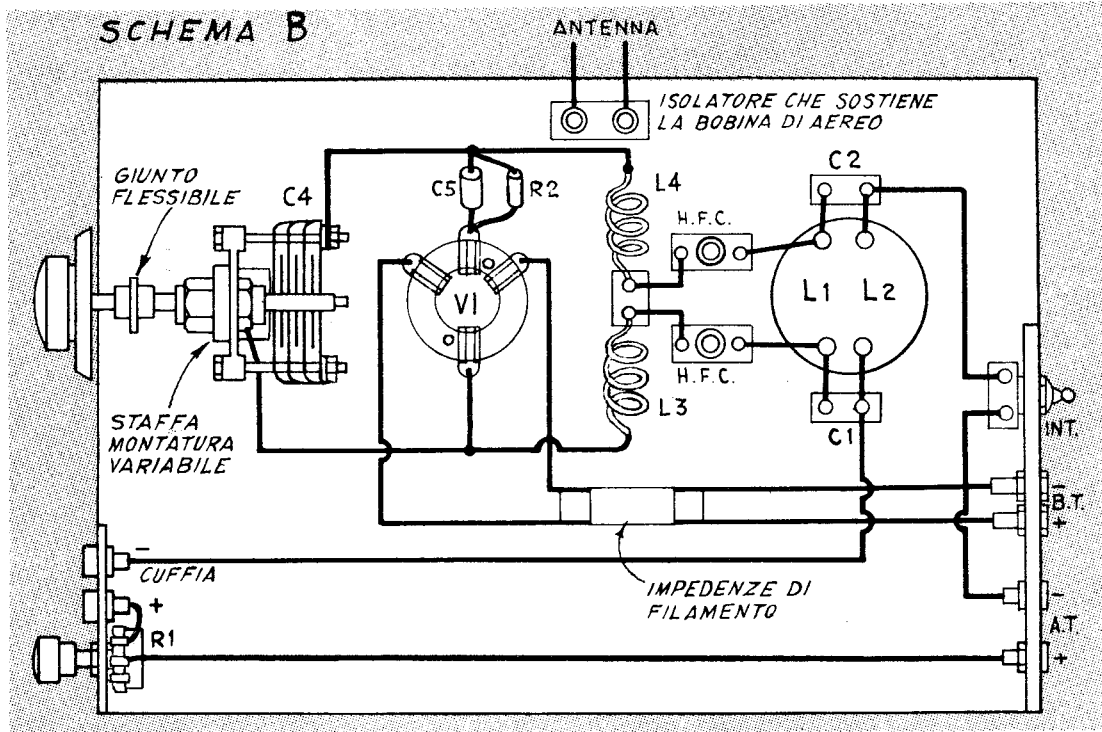 SCHEMA B
ANTENNA
ISOLATORE CHE SOSTIENE
LA BOBINA DI AEREO
GIUNTO
FLESSIBILE
C4
C5
R2
L4
C2
H.F.C.
V1
L1 L2
H.F.C.
L3
C1
STAFFA
MONTATURA
VARIABILE
INT.
-
B.T.
+
-
CUFFIA
+
R1
IMPEDENZE DI
FILAMENTO
-
A.T.
+